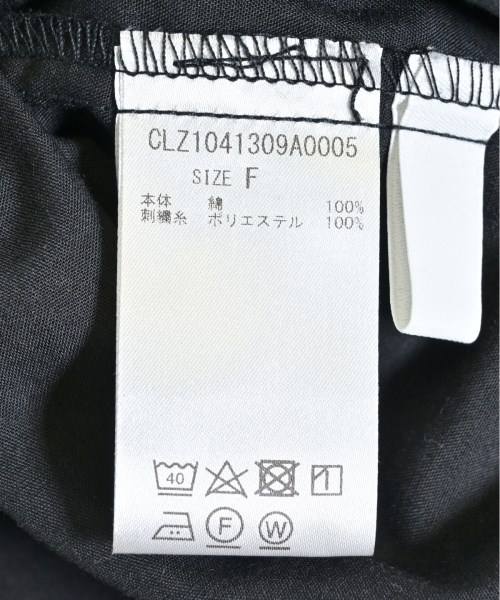 CLZ1041309A0005
SIZE F
本体 綿 100%
刺繍糸 ポリエステル 100%
40
F W